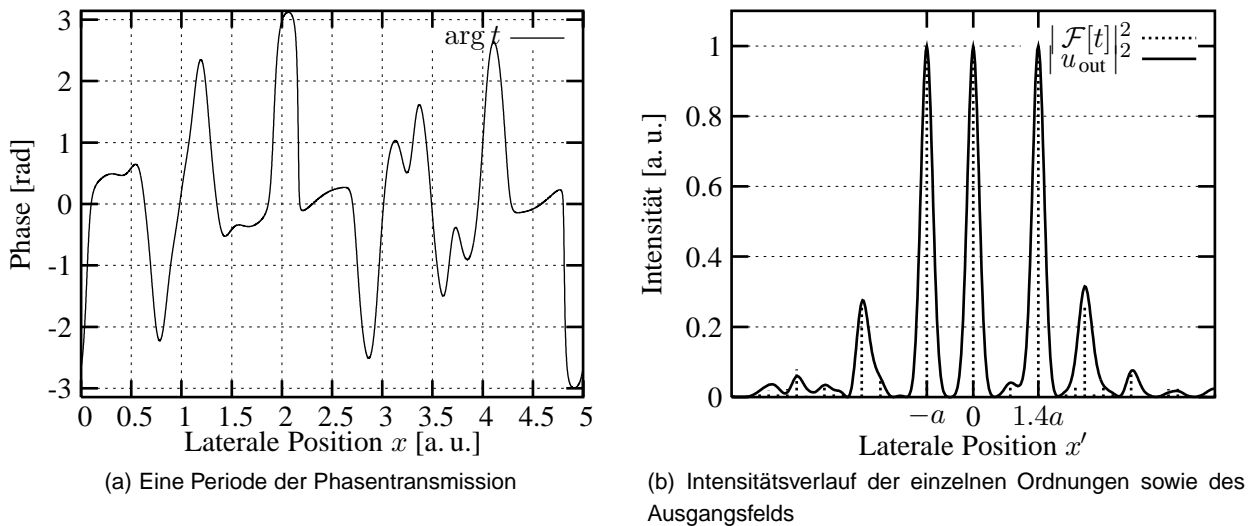 3
2
1
0
-1
-2
-3
Phase [rad]
arg t
0 0.5 1 1.5 2 2.5 3 3.5 4 4.5 5
Laterale Position x [a. u.]
(a) Eine Periode der Phasentransmission
1
0.8
0.6
0.4
0.2
0
Intensität [a. u.]
|F[t]|²
|u_out|²
−a 0 1.4a
Laterale Position x′
(b) Intensitätsverlauf der einzelnen Ordnungen sowie des
Ausgangsfelds